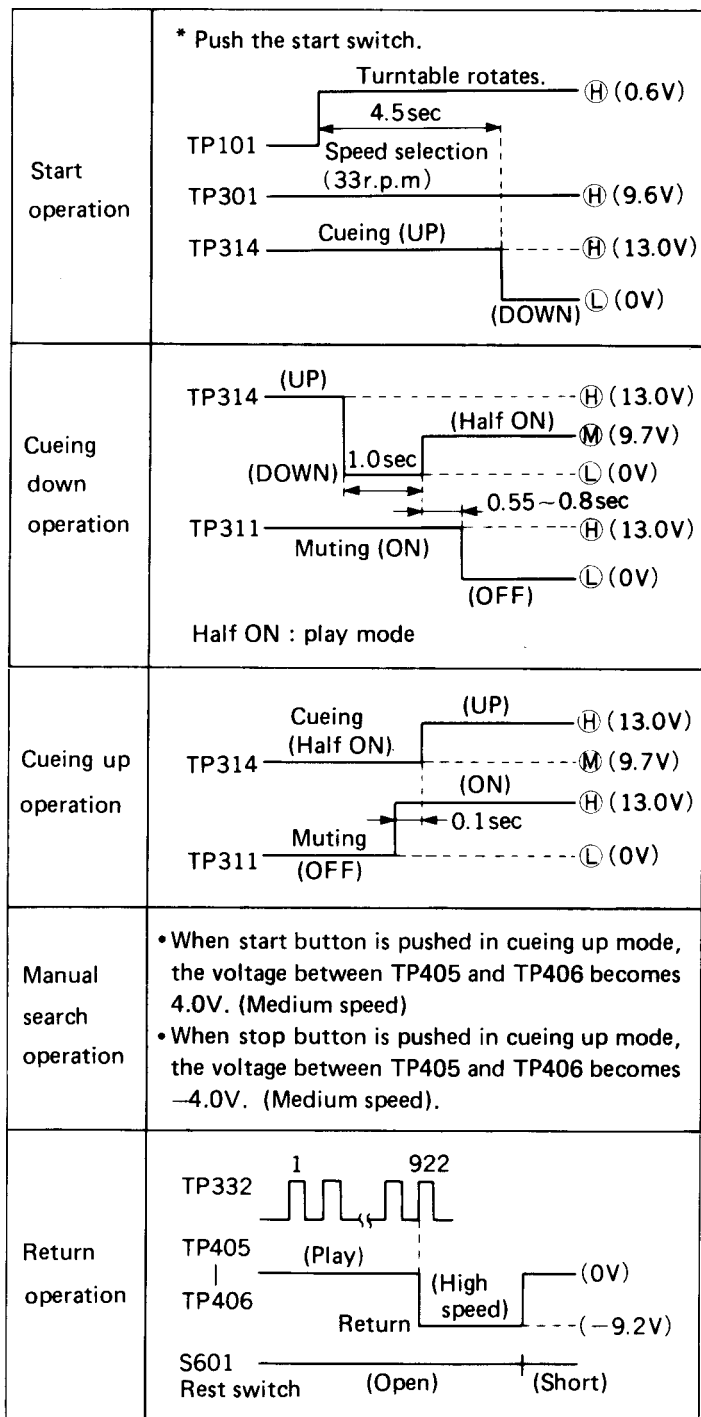 Start
operation
* Push the start switch.
Turntable rotates.
Ⓗ (0.6V)
4.5sec
TP101
Speed selection
(33r.p.m)
TP301
Ⓗ (9.6V)
TP314
Cueing (UP)
Ⓗ (13.0V)
(DOWN)
Ⓛ (0V)
Cueing
down
operation
(UP)
TP314
Ⓗ (13.0V)
(Half ON)
Ⓜ (9.7V)
(DOWN)
1.0sec
Ⓛ (0V)
0.55~0.8sec
TP311
Ⓗ (13.0V)
Muting (ON)
(OFF)
Ⓛ (0V)
Half ON : play mode
Cueing up
operation
Cueing
(Half ON)
(UP)
Ⓗ (13.0V)
TP314
Ⓜ (9.7V)
(ON)
Ⓗ (13.0V)
0.1sec
Muting
TP311
(OFF)
Ⓛ (0V)
Manual
search
operation
• When start button is pushed in cueing up mode,
the voltage between TP405 and TP406 becomes
4.0V. (Medium speed)
• When stop button is pushed in cueing up mode,
the voltage between TP405 and TP406 becomes
−4.0V. (Medium speed).
Return
operation
1
922
TP332
TP405
|
TP406
(Play)
(High
speed)
(0V)
Return
(−9.2V)
S601
Rest switch
(Open)
(Short)